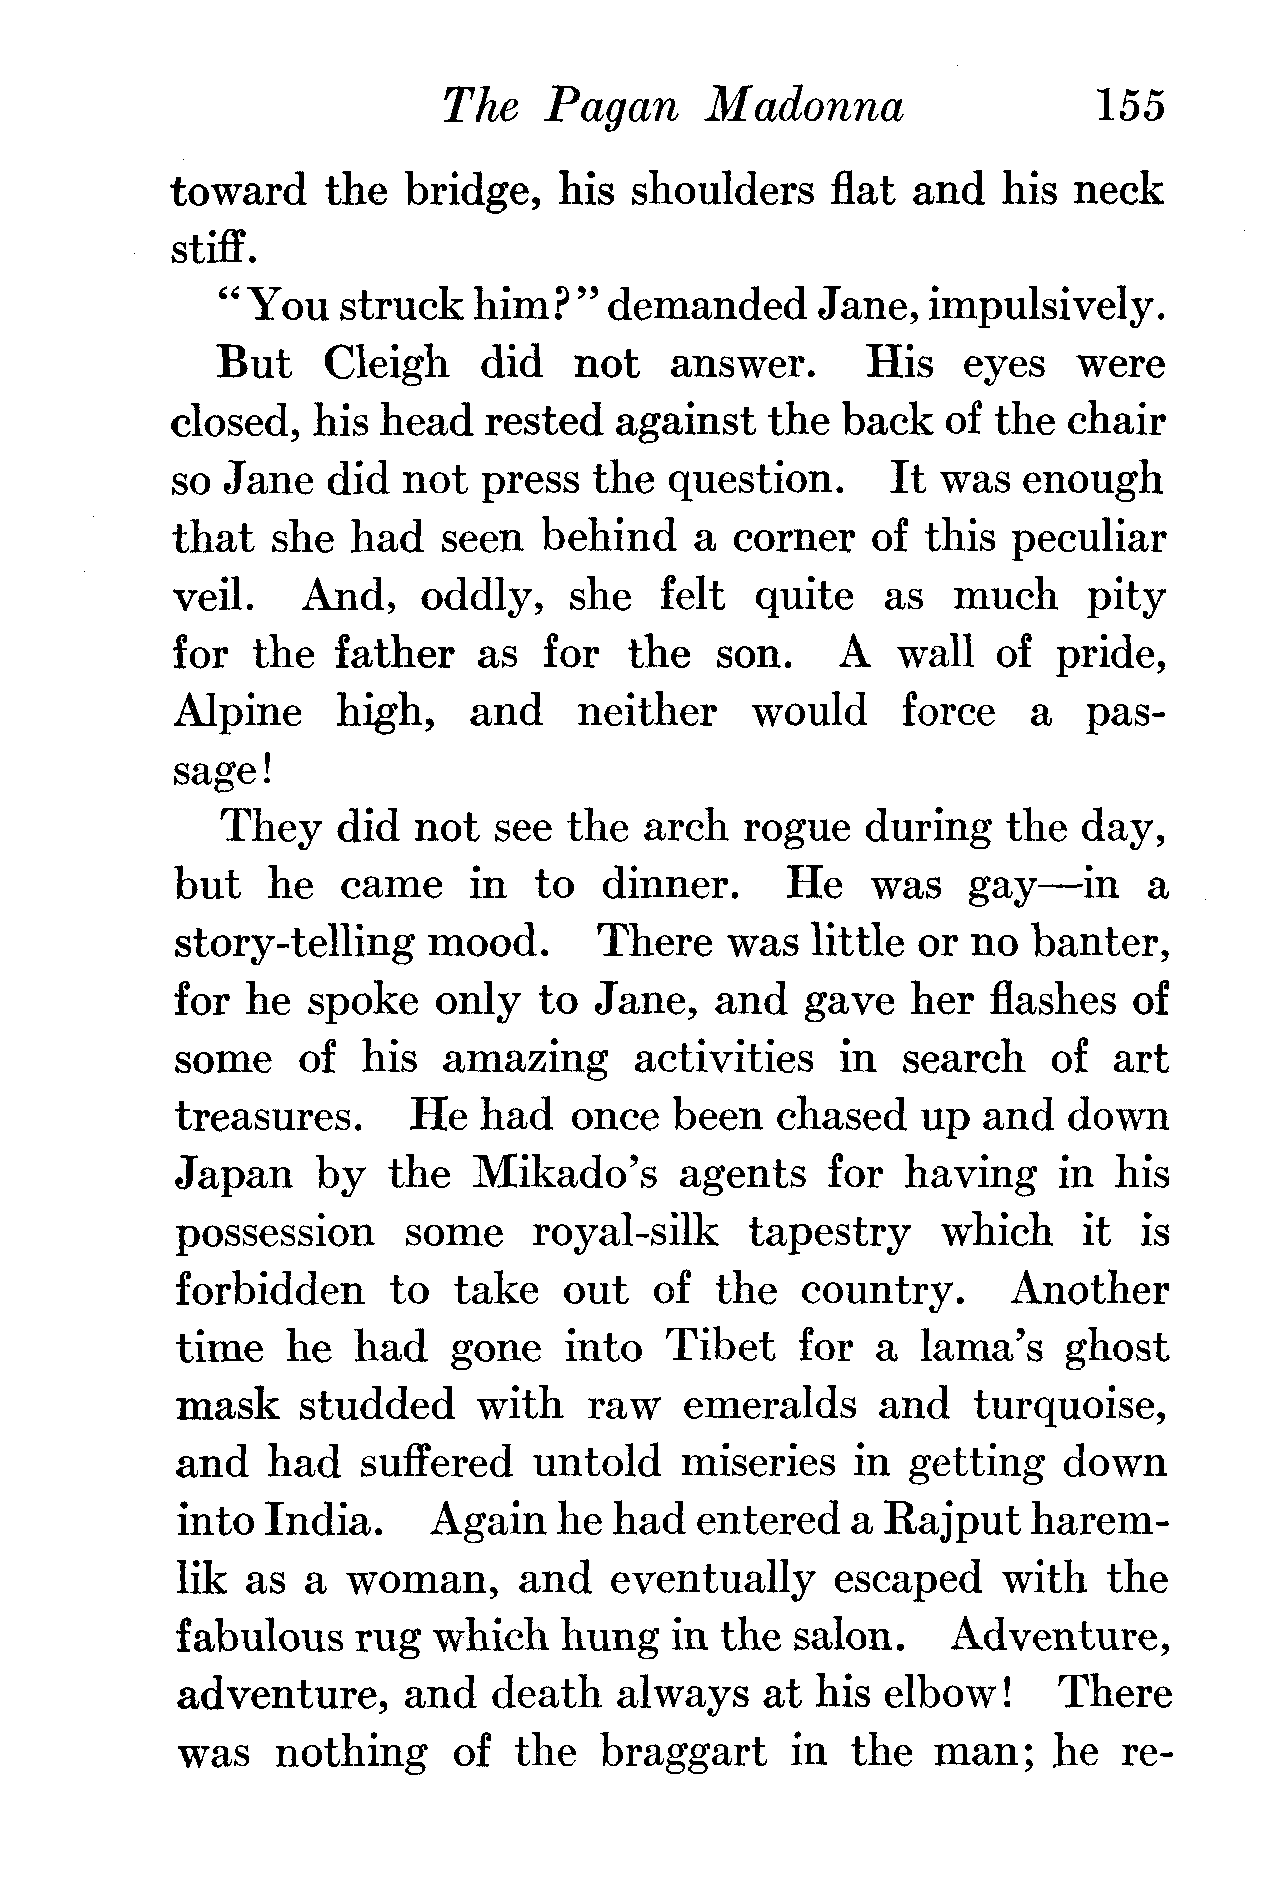 The Pagan Madonna 155
toward the bridge, his shoulders flat and his neck
stiff.
"You struck him?" demanded Jane, impulsively.
But Cleigh did not answer. His eyes were
closed, his head rested against the back of the chair
so Jane did not press the question. It was enough
that she had seen behind a corner of this peculiar
veil. And, oddly, she felt quite as much pity
for the father as for the son. A wall of pride,
Alpine high, and neither would force a pas-
sage!
They did not see the arch rogue during the day,
but he came in to dinner. He was gay—in a
story-telling mood. There was little or no banter,
for he spoke only to Jane, and gave her flashes of
some of his amazing activities in search of art
treasures. He had once been chased up and down
Japan by the Mikado's agents for having in his
possession some royal-silk tapestry which it is
forbidden to take out of the country. Another
time he had gone into Tibet for a lama's ghost
mask studded with raw emeralds and turquoise,
and had suffered untold miseries in getting down
into India. Again he had entered a Rajput harem-
lik as a woman, and eventually escaped with the
fabulous rug which hung in the salon. Adventure,
adventure, and death always at his elbow! There
was nothing of the braggart in the man; he re-